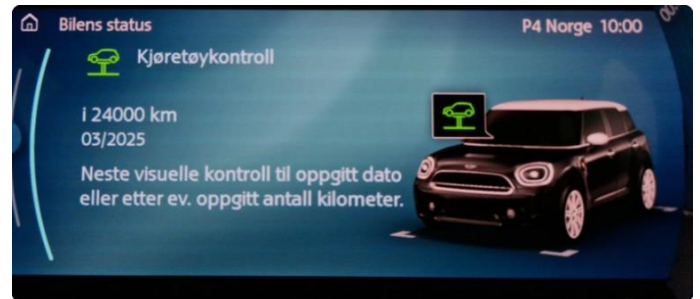 Bilens status
P4 Norge 10:00
Kjøretøykontroll
i 24000 km
03/2025
Neste visuelle kontroll til oppgitt dato
eller etter ev. oppgitt antall kilometer.